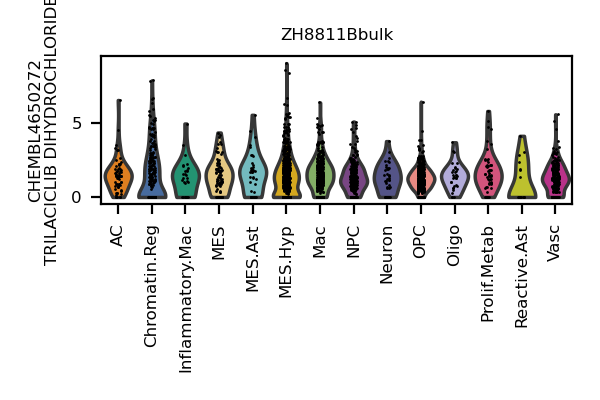 ZH8811Bbulk
CHEMBL4650272
TRILACICLIB DIHYDROCHLORIDE
5
0
AC
Chromatin.Reg
Inflammatory.Mac
MES
MES.Ast
MES.Hyp
Mac
NPC
Neuron
OPC
Oligo
Prolif.Metab
Reactive.Ast
Vasc